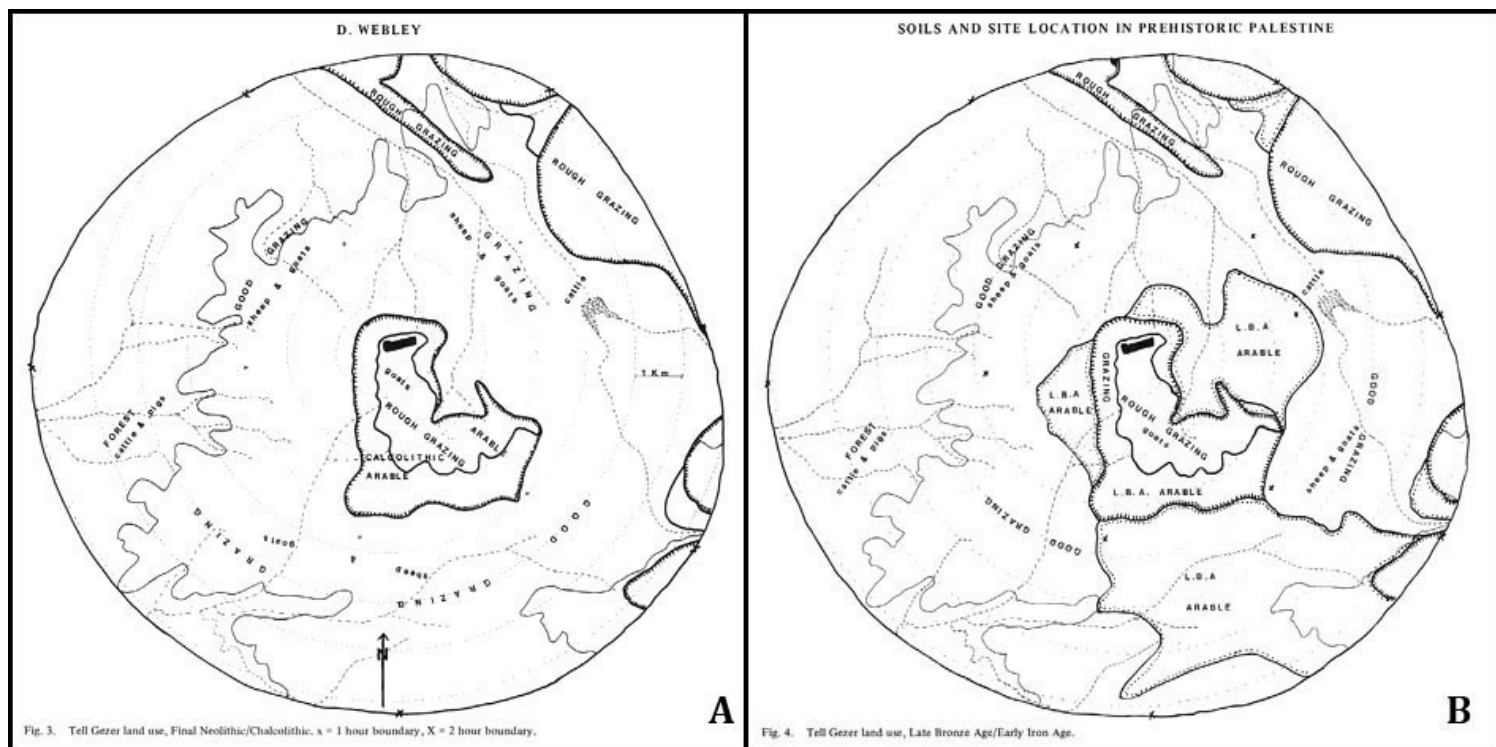 D. WEBLEY
ROUGH GRAZING
ROUGH GRAZING
GOOD GRAZING
sheep & goats
GRAZING
sheep & goats
cattle
1 Km
goats
ROUGH GRAZING
ARABL
CALCOLITHIC
ARABLE
FOREST
cattle & pigs
GOOD
GRAZING
goats
&
sheep
GRAZING
N
A
Fig. 3. Tell Gezer land use, Final Neolithic/Chalcolithic. x = 1 hour boundary, X = 2 hour boundary.
SOILS AND SITE LOCATION IN PREHISTORIC PALESTINE
ROUGH GRAZING
ROUGH GRAZING
GOOD GRAZING
sheep & goats
cattle
L.B.A.
ARABLE
GRAZING
L.B.A
ARABLE
ROUGH GRAZING
goats
GOOD
GRAZING
sheep & goats
FOREST
cattle & pigs
L.B.A. ARABLE
GOOD GRAZING
L.B.A
ARABLE
B
Fig. 4. Tell Gezer land use, Late Bronze Age/Early Iron Age.